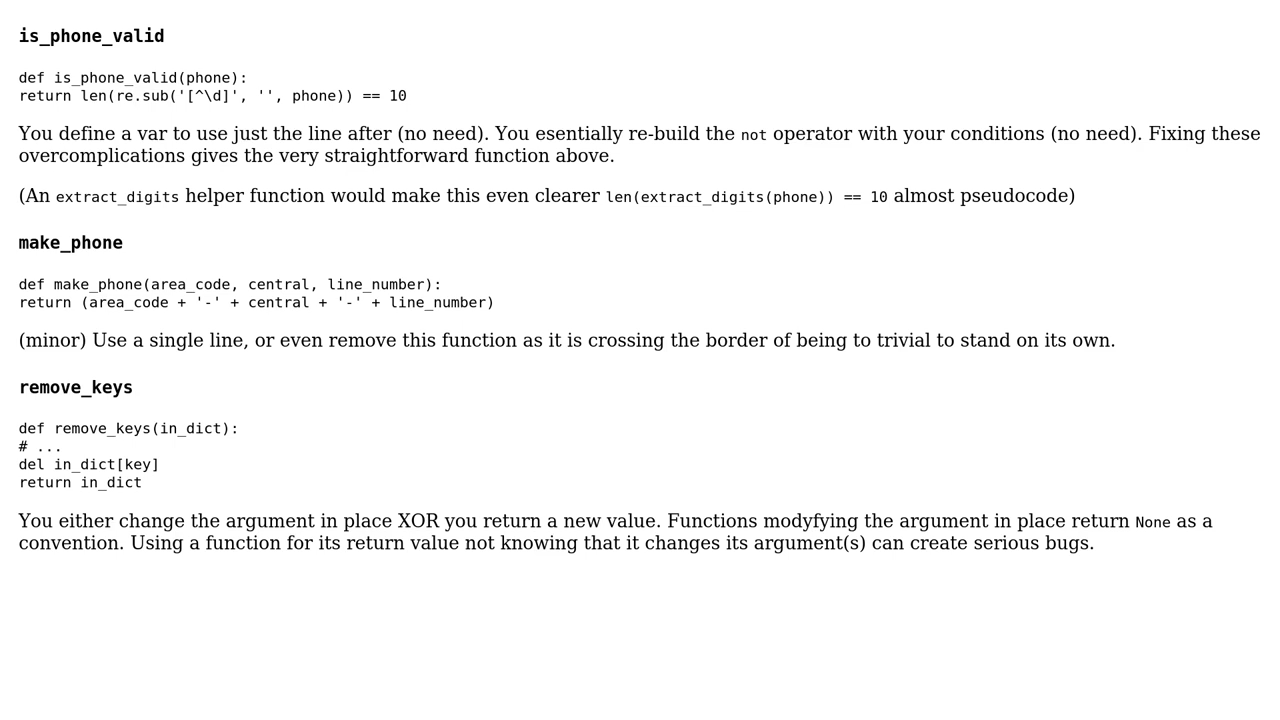 is_phone_valid
def is_phone_valid(phone):
return len(re.sub('[^\d]', '', phone)) == 10
You define a var to use just the line after (no need). You esentially re-build the not operator with your conditions (no need). Fixing these
overcomplications gives the very straightforward function above.
(An extract_digits helper function would make this even clearer len(extract_digits(phone)) == 10 almost pseudocode)
make_phone
def make_phone(area_code, central, line_number):
return (area_code + '-' + central + '-' + line_number)
(minor) Use a single line, or even remove this function as it is crossing the border of being to trivial to stand on its own.
remove_keys
def remove_keys(in_dict):
# ...
del in_dict[key]
return in_dict
You either change the argument in place XOR you return a new value. Functions modyfying the argument in place return None as a
convention. Using a function for its return value not knowing that it changes its argument(s) can create serious bugs.